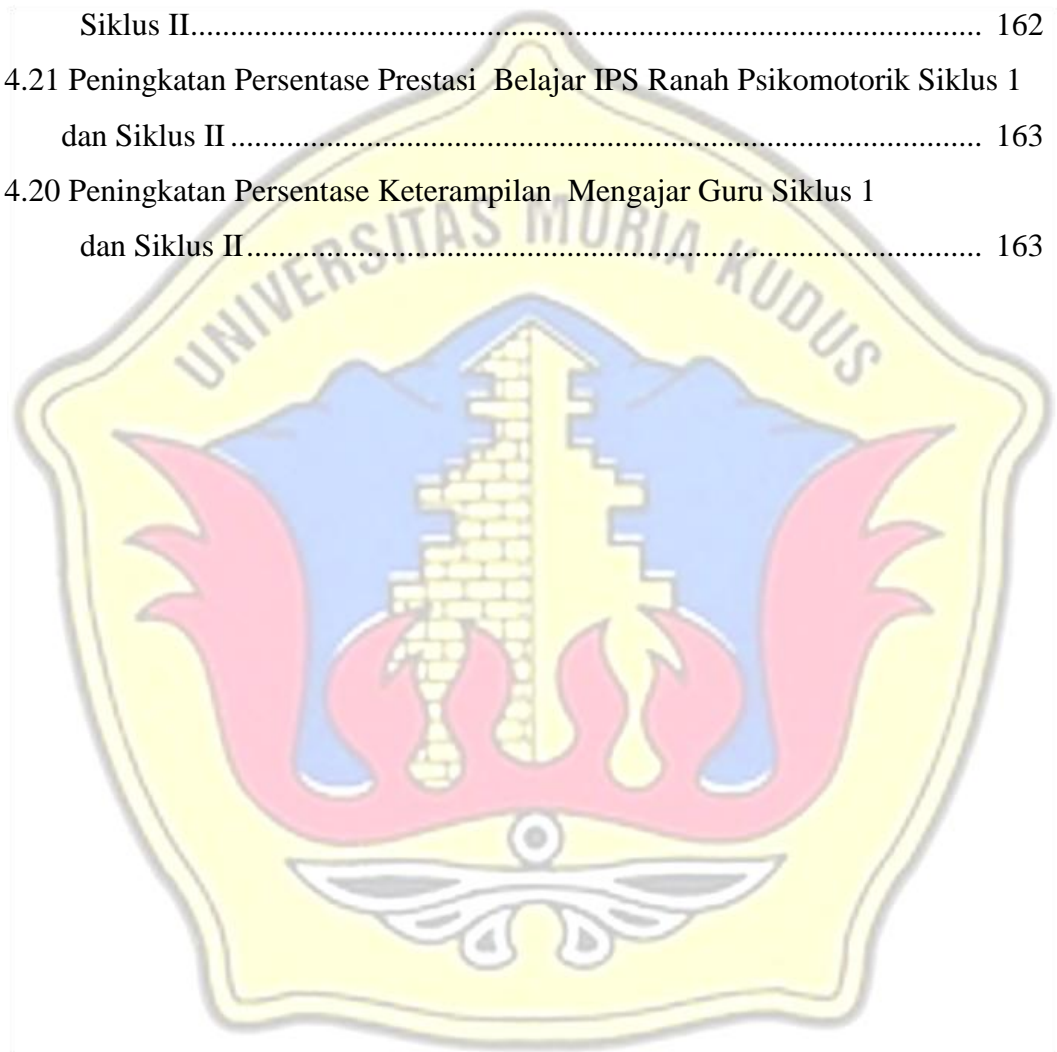 Siklus II.................................................................................................. 162
4.21 Peningkatan Persentase Prestasi  Belajar IPS Ranah Psikomotorik Siklus 1
dan Siklus II ............................................................................................. 163
4.20 Peningkatan Persentase Keterampilan  Mengajar Guru Siklus 1
dan Siklus II........................................................................................... 163
UNIVERSITAS MURIA KUDUS